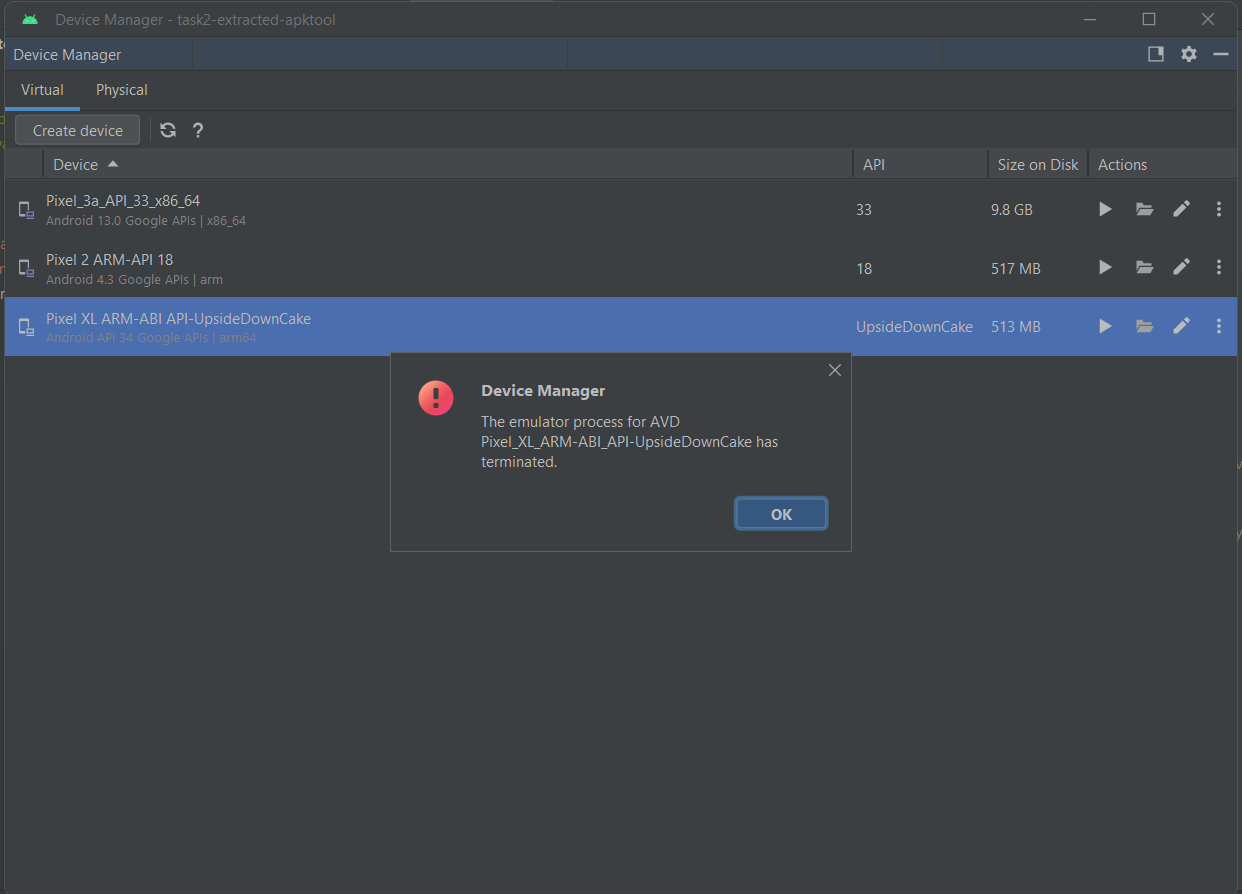 Device Manager - task2-extracted-apktool
Device Manager
Virtual Physical
Create device ?
Device API Size on Disk Actions
Pixel_3a_API_33_x86_64
Android 13.0 Google APIs | x86_64
33 9.8 GB
Pixel 2 ARM-API 18
Android 4.3 Google APIs | arm
18 517 MB
Pixel XL ARM-ABI API-UpsideDownCake
Android API 34 Google APIs | arm64
UpsideDownCake 513 MB
Device Manager
The emulator process for AVD
Pixel_XL_ARM-ABI_API-UpsideDownCake has
terminated.
OK